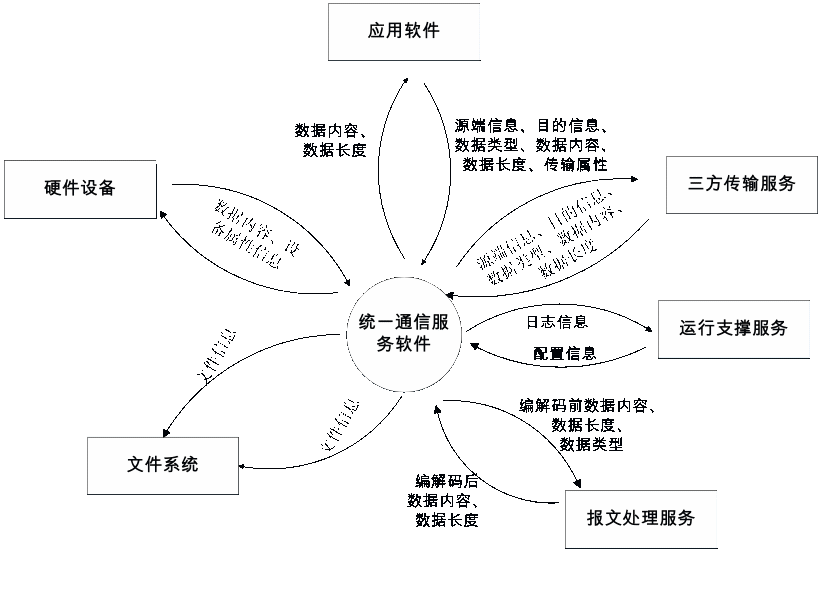 应用软件
数据内容、
数据长度
源端信息、目的信息、
数据类型、数据内容、
数据长度、传输属性
硬件设备
三方传输服务
数据内容、设
备属性信息
源端信息、目的信息、
数据类型、数据内容、
数据长度
统一通信服
务软件
日志信息
配置信息
运行支撑服务
文件信息
文件信息
文件系统
编解码前数据内容、
数据长度、
数据类型
编解码后
数据内容、
数据长度
报文处理服务